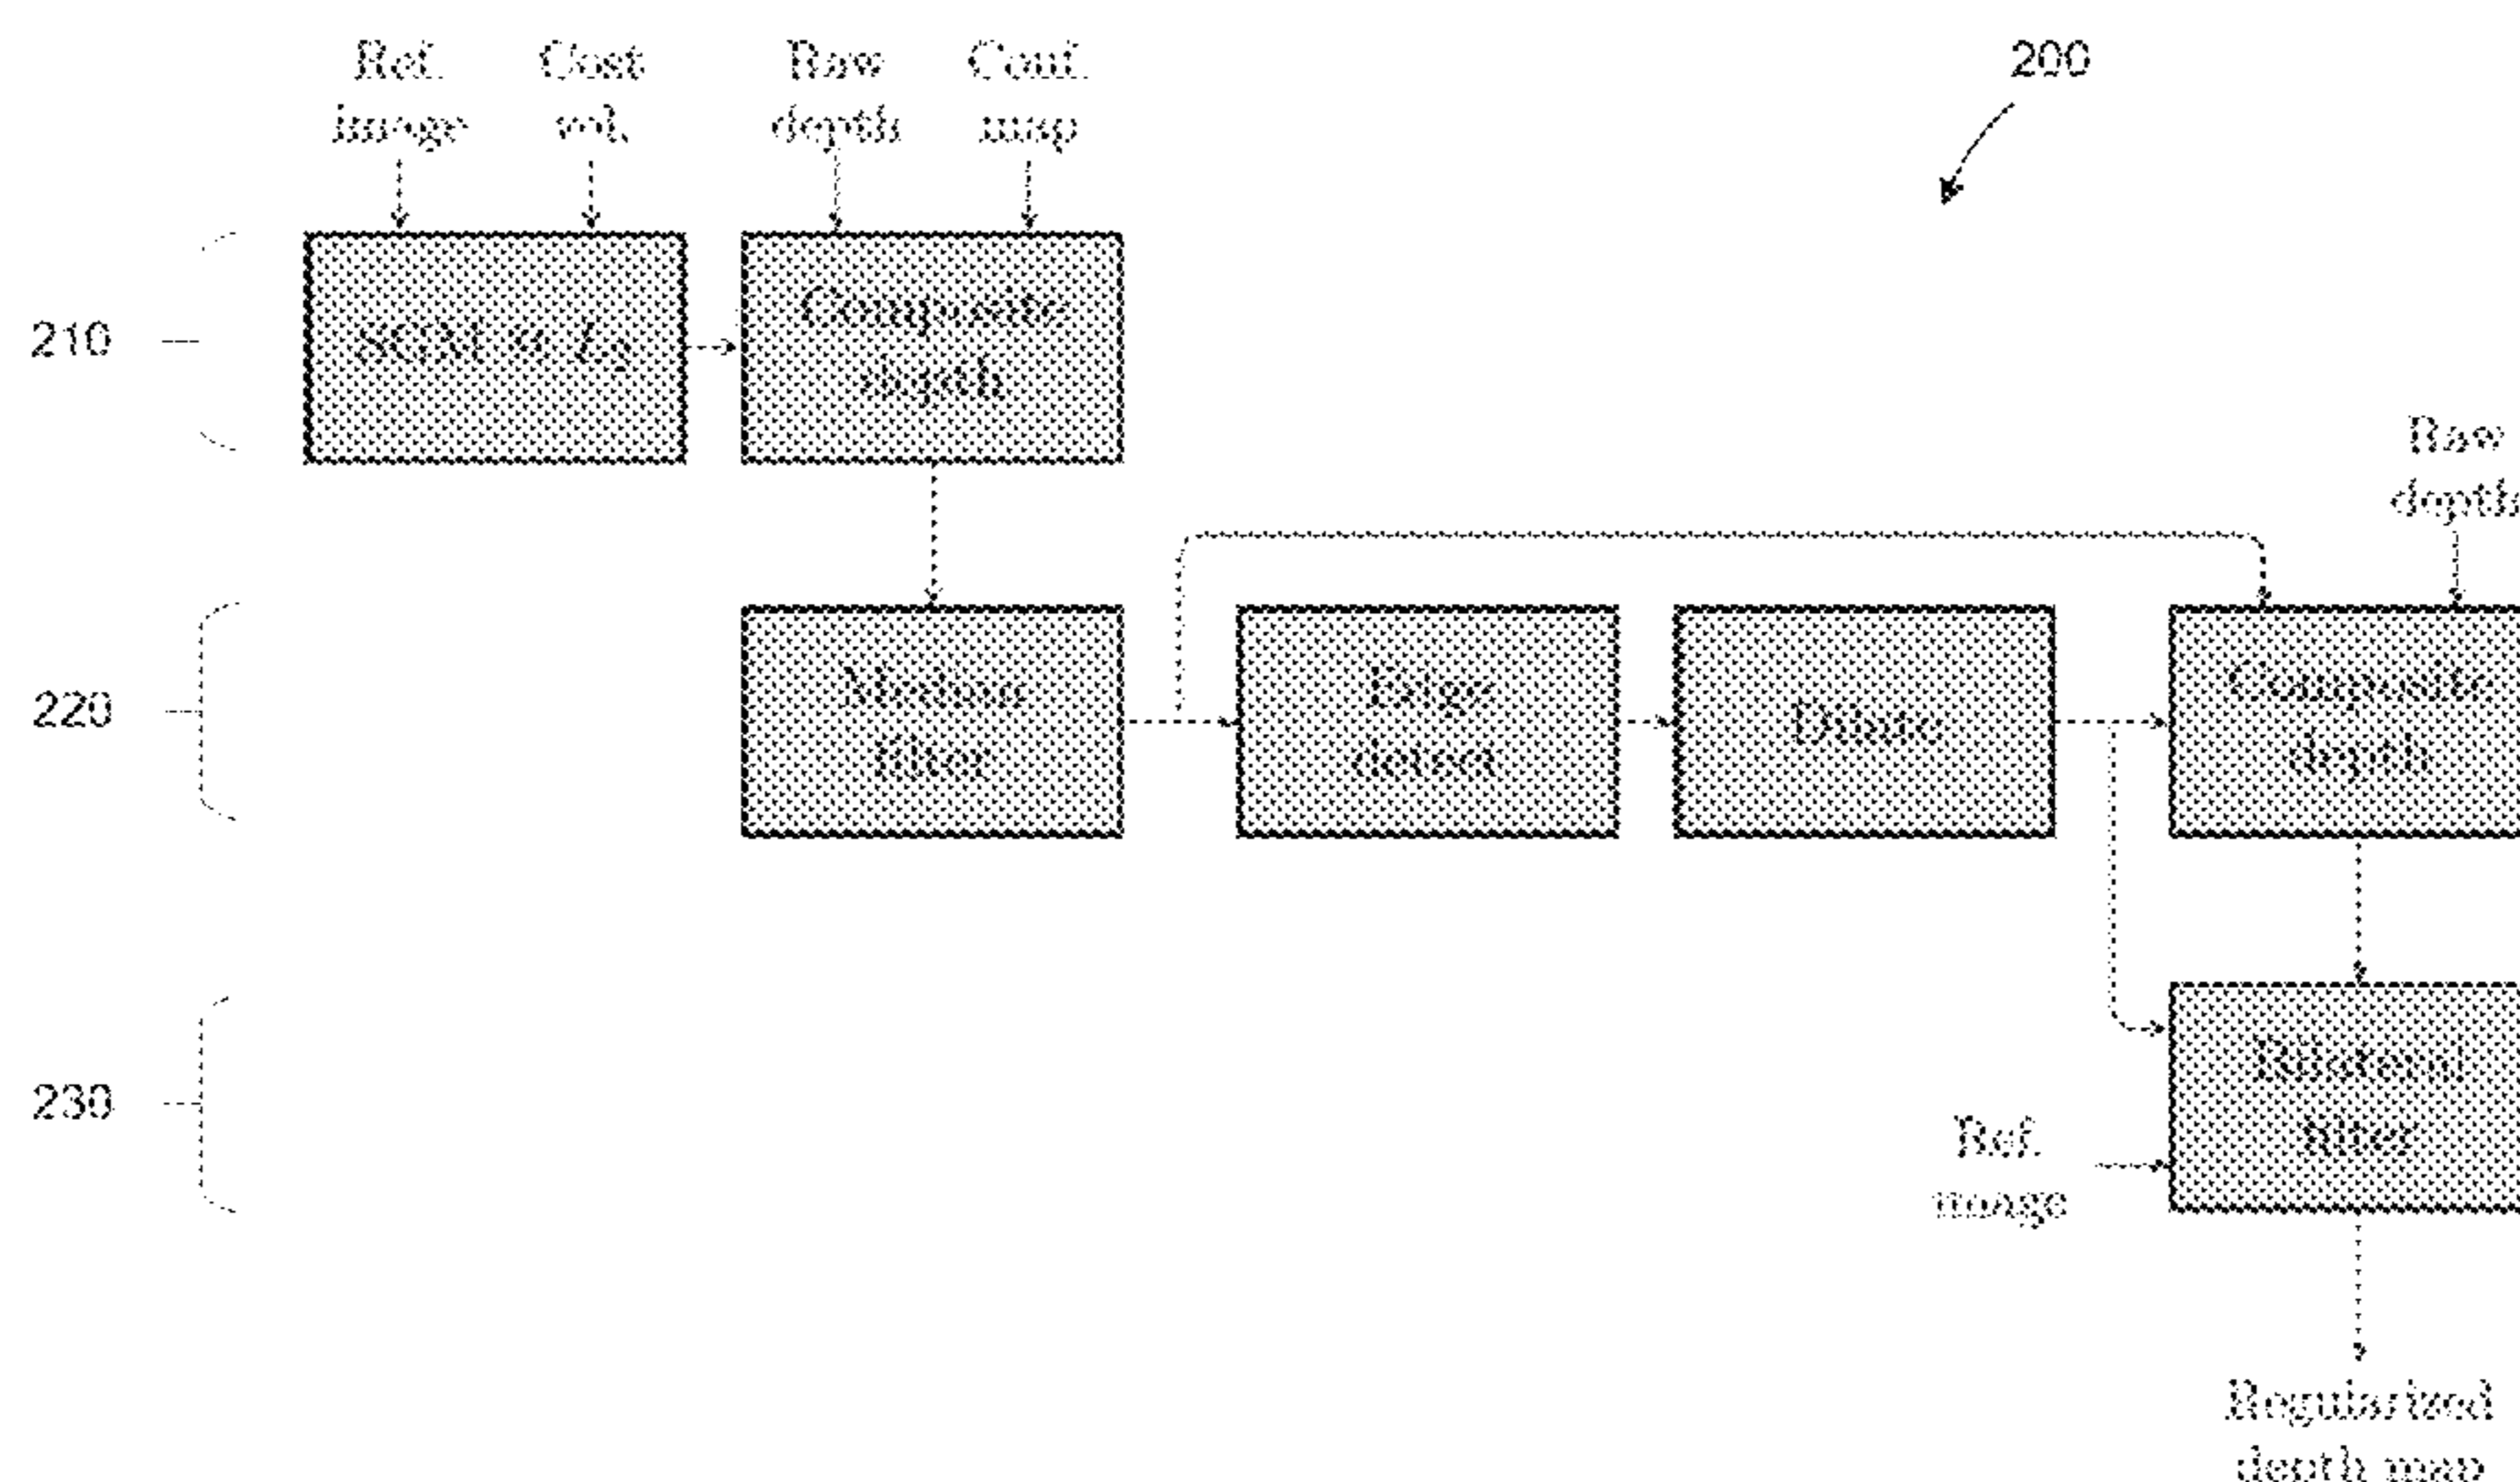 Ref. image
Cost vol.
Raw depth
Conf. map
200
210
Composite depth
Raw depth
220
Median filter
Edge detect
Dilate
Composite depth
230
Bilateral filter
Ref. image
Regularized depth map